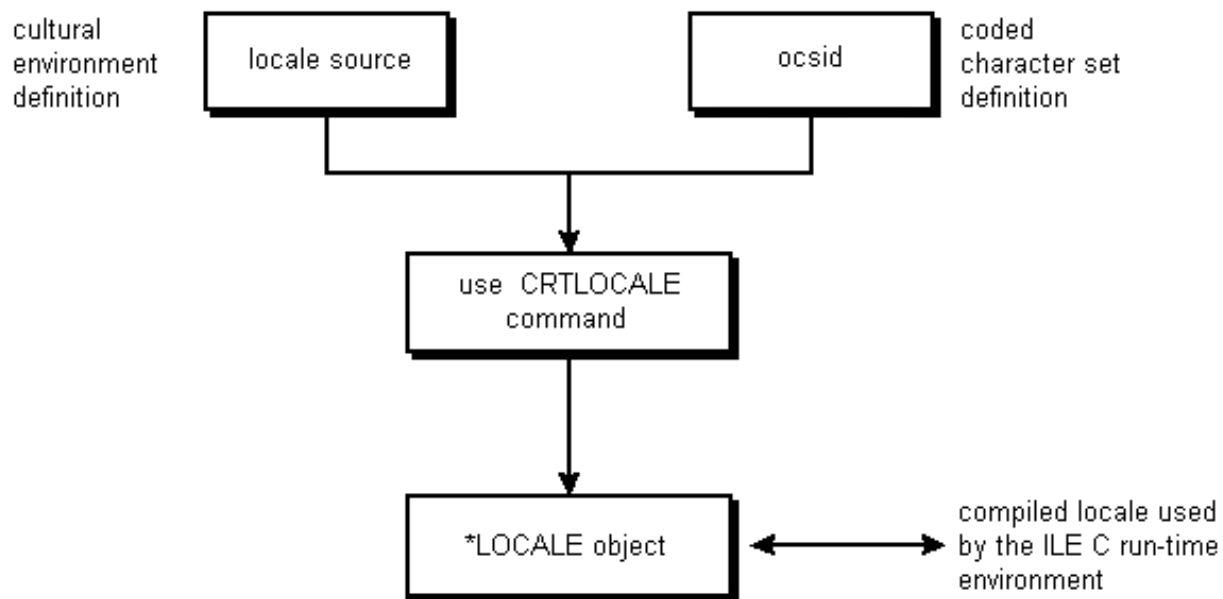 cultural
environment
definition
locale source
ocsid
coded
character set
definition
use CRTLOCALE
command
*LOCALE object
compiled locale used
by the ILE C run-time
environment